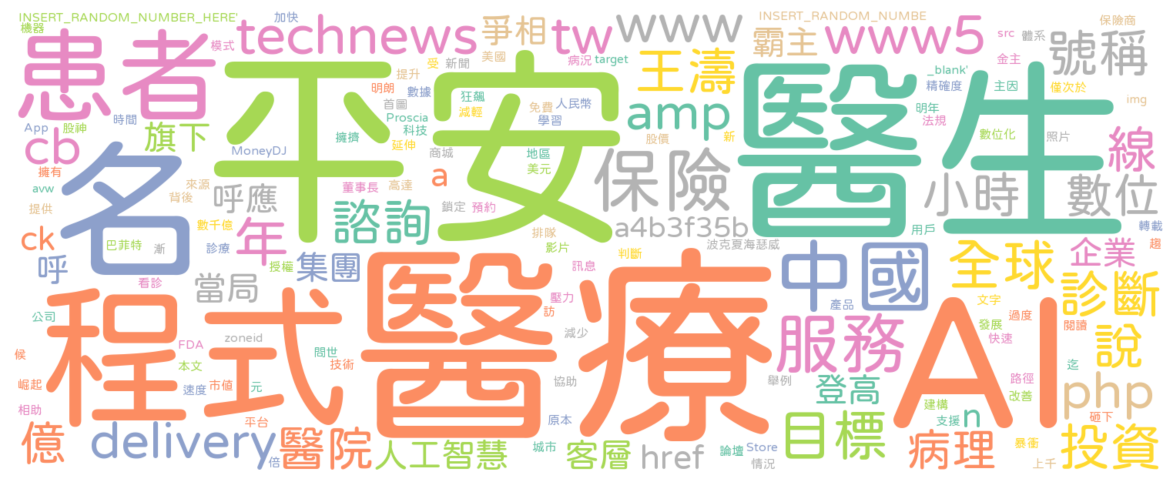 INSERT_RANDOM_NUMBER_HERE'
加快
INSERT_RANDOM_NUMBE
保險商
機器
患者
模式
technews
爭相
tw
www
霸主
www5
src
體系
號稱
受
新聞
美國
病況
target
王濤
金主
平安
醫生
提升
明朗
數據
狂飆
_blank'
精確度
主因
僅次於
首圖
減輕
免費
人民幣
amp
明年
img
App
股神
時間
旗下
Proscia
科技
學習
法規
cb
擁擠
延伸
股價
新
數位化
照片
線
MoneyDJ
商城
地區
美元
保險
擁有
名
avw
來源
背後
呼應
董事長
高達
a
小時
數位
提供
數千億
諮詢
鎖定
預約
a4b3f35b
用戶
轉載
ck
年
排隊
波克夏海瑟威
趨
巴菲特
漸
診療
影片
判斷
全球
企業
呼
授權
集團
醫療
訊息
中國
看診
當局
壓力
產品
診斷
程式
訪
AI
文字
過度
公司
zoneid
減少
服務
發展
閱讀
FDA
快速
說
候
問世
本文
技術
迄
崛起
速度
市值
元
協助
舉例
路徑
登高
php
相助
平台
原本
建構
改善
n
支援
砸下
億
delivery
目標
倍
醫院
人工智慧
城市
客層
href
論壇
Store
情況
病理
暴衝
上千
投資